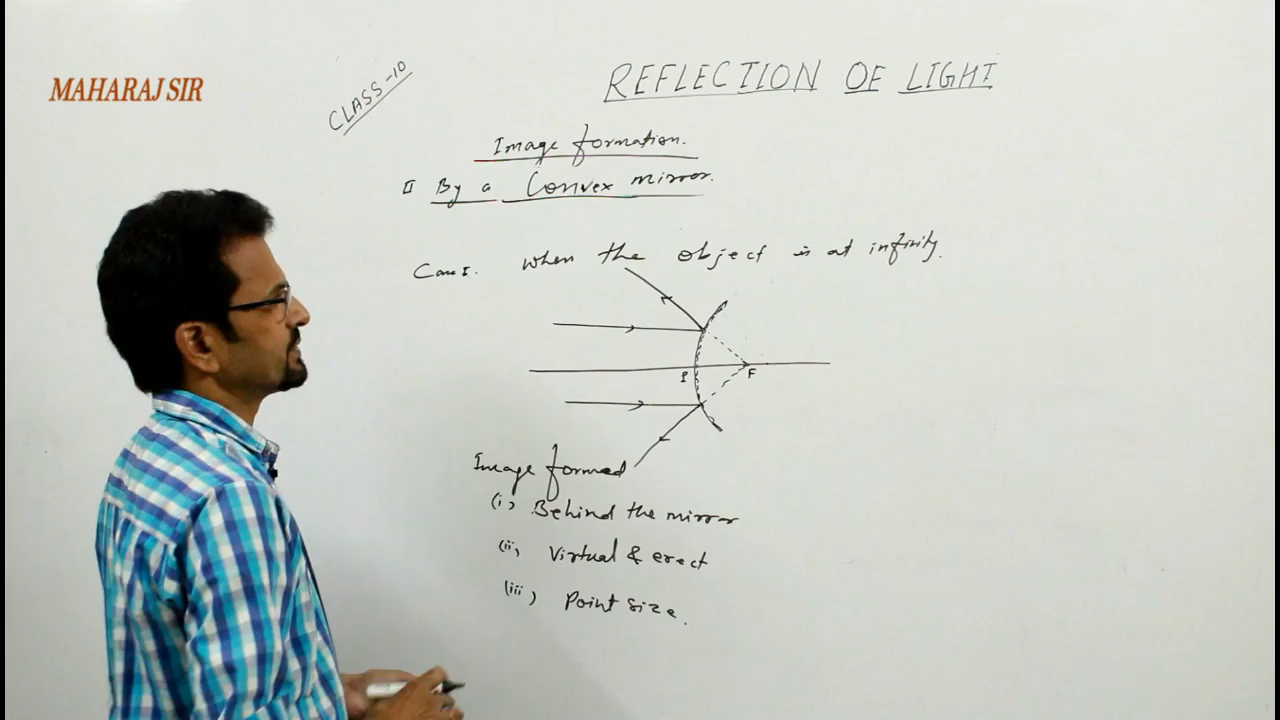 MAHARAJ SIR
CLASS-10
REFLECTION OF LIGHT
Image formation.
II By a Convex mirror.
Case I. when the object is at infinity.
P F
Image formed
(i) Behind the mirror
(ii) Virtual & erect
(iii) Point size.